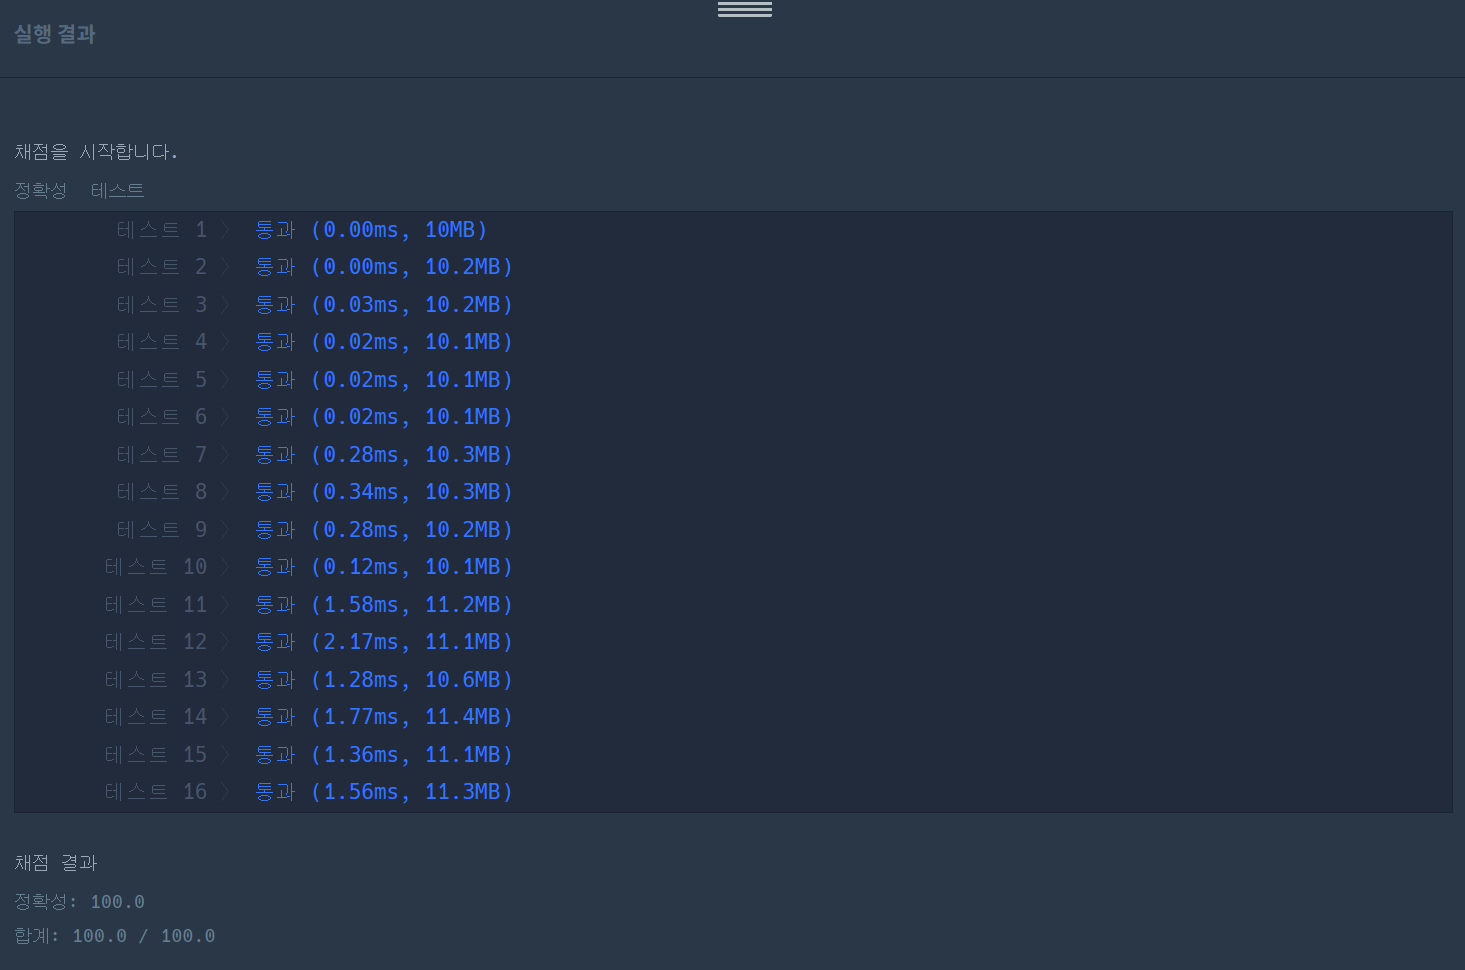 실행 결과
채점을 시작합니다.
정확성  테스트
테스트 1 〉 통과 (0.00ms, 10MB)
테스트 2 〉 통과 (0.00ms, 10.2MB)
테스트 3 〉 통과 (0.03ms, 10.2MB)
테스트 4 〉 통과 (0.02ms, 10.1MB)
테스트 5 〉 통과 (0.02ms, 10.1MB)
테스트 6 〉 통과 (0.02ms, 10.1MB)
테스트 7 〉 통과 (0.28ms, 10.3MB)
테스트 8 〉 통과 (0.34ms, 10.3MB)
테스트 9 〉 통과 (0.28ms, 10.2MB)
테스트 10 〉 통과 (0.12ms, 10.1MB)
테스트 11 〉 통과 (1.58ms, 11.2MB)
테스트 12 〉 통과 (2.17ms, 11.1MB)
테스트 13 〉 통과 (1.28ms, 10.6MB)
테스트 14 〉 통과 (1.77ms, 11.4MB)
테스트 15 〉 통과 (1.36ms, 11.1MB)
테스트 16 〉 통과 (1.56ms, 11.3MB)
채점 결과
정확성: 100.0
합계: 100.0 / 100.0